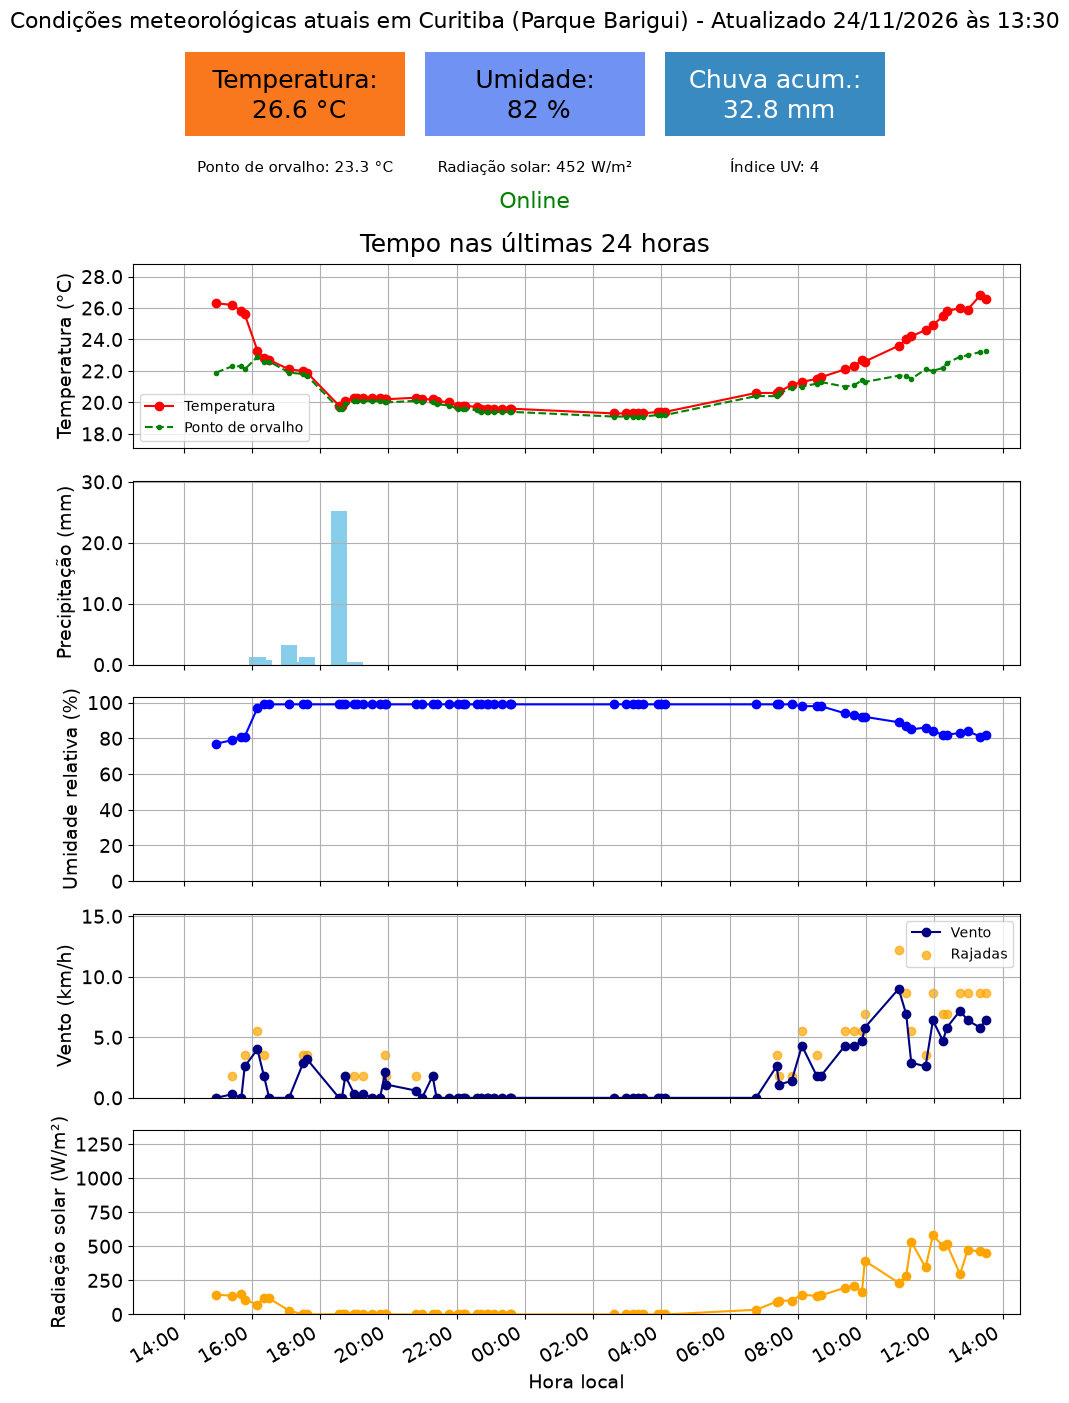 Condições meteorológicas atuais em Curitiba (Parque Barigui) - Atualizado 24/11/2026 às 13:30
Temperatura:
26.6 °C
Umidade:
82 %
Chuva acum.:
32.8 mm
Ponto de orvalho: 23.3 °C
Radiação solar: 452 W/m²
Índice UV: 4
Online
Tempo nas últimas 24 horas
Temperatura (°C)
28.0
26.0
24.0
22.0
20.0
18.0
Temperatura
Ponto de orvalho
Precipitação (mm)
30.0
20.0
10.0
0.0
Umidade relativa (%)
100
80
60
40
20
0
Vento (km/h)
15.0
10.0
5.0
0.0
Vento
Rajadas
Radiação solar (W/m²)
1250
1000
750
500
250
0
14:00
16:00
18:00
20:00
22:00
00:00
02:00
04:00
06:00
08:00
10:00
12:00
14:00
Hora local